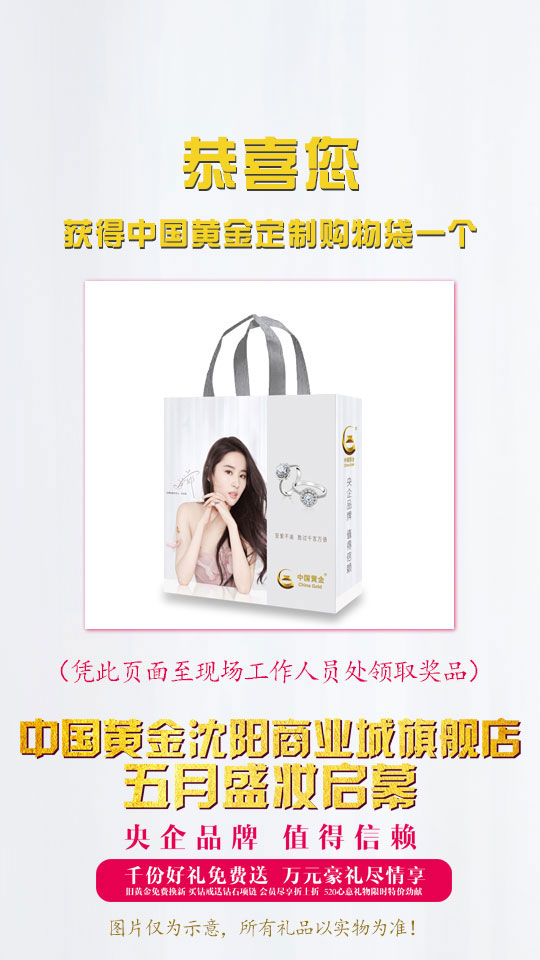 恭喜您
获得中国黄金定制购物袋一个
中国黄金
China Gold
央企品牌 值得信赖
中国黄金
China Gold
（凭此页面至现场工作人员处领取奖品）
中国黄金沈阳商业城旗舰店
五月盛妆启幕
央企品牌 值得信赖
千份好礼免费送 万元豪礼尽情享
旧黄金免费换新 买钻戒送钻石项链 会员尽享折上折 520心意礼物限时特价劲献
图片仅为示意，所有礼品以实物为准！